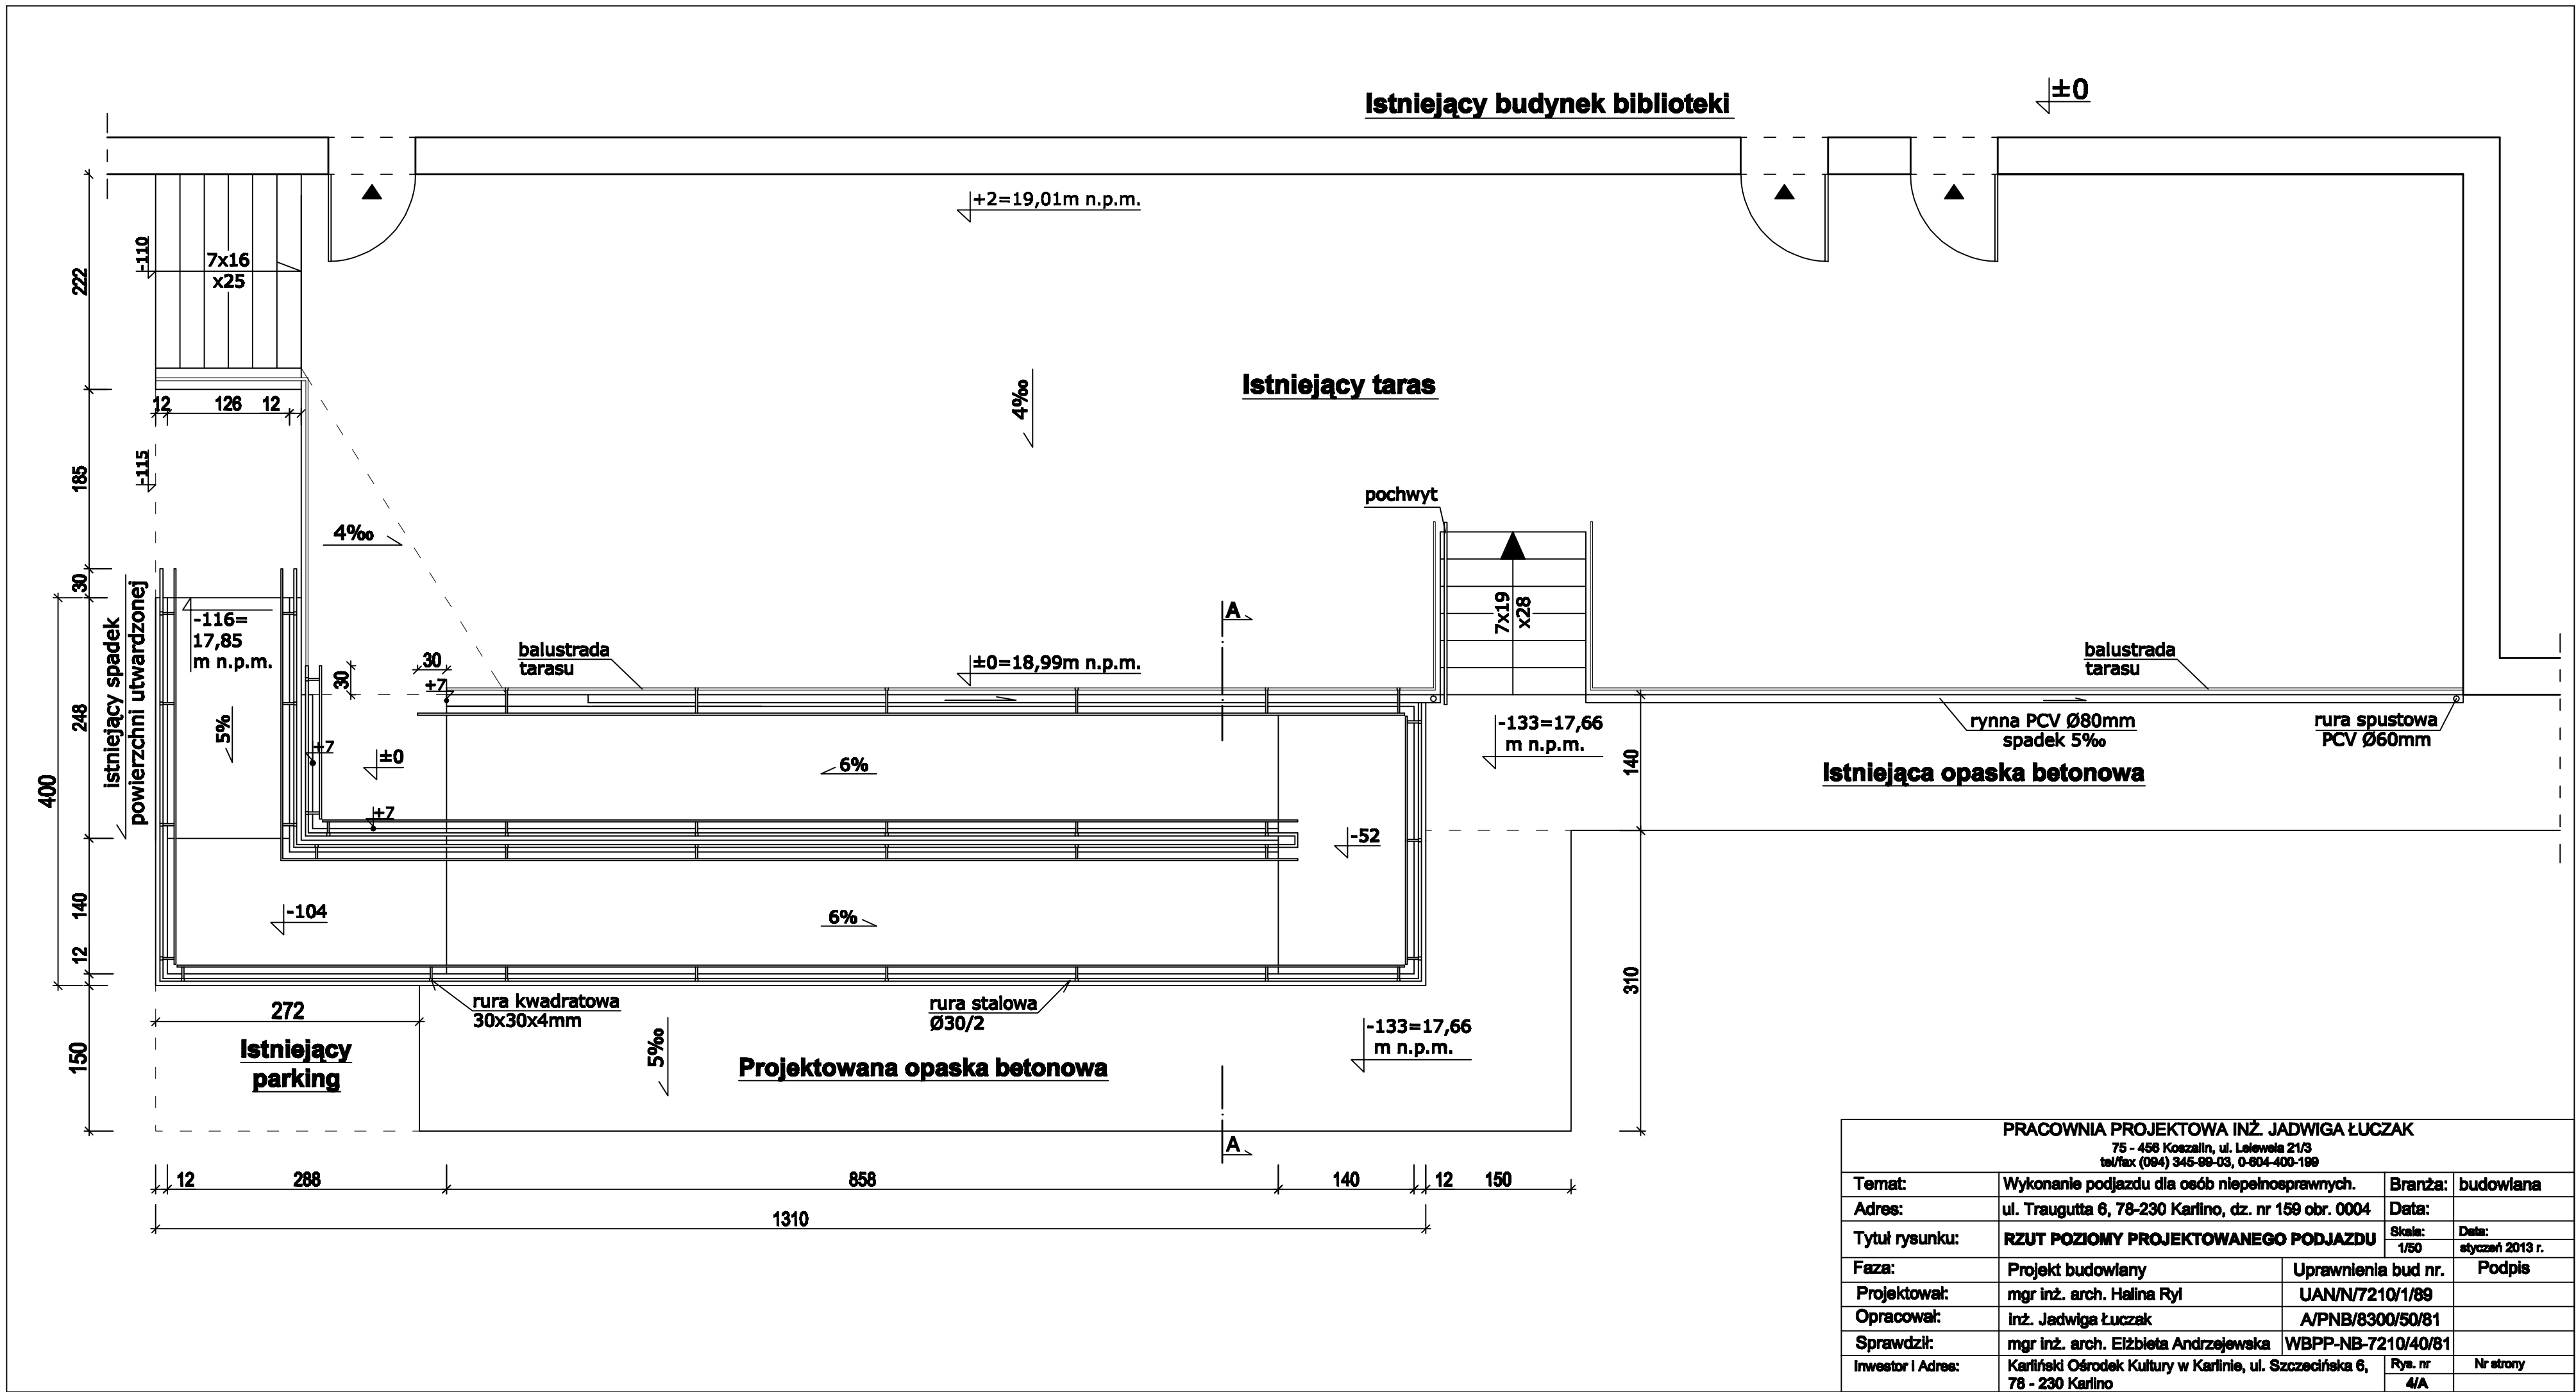 Istniejący budynek biblioteki
±0
+2=19,01m n.p.m.
-110
7x16
x25
222
Istniejący taras
4‰
12 126 12
-115
185
pochwyt
4‰
30
istniejący spadek
powierzchni utwardzonej
-116=
17,85
m n.p.m.
A
7x19
x28
balustrada
tarasu
30
30
±0=18,99m n.p.m.
balustrada
tarasu
+7
248
5%
+7
±0
-133=17,66
m n.p.m.
140
rynna PCV Ø80mm
spadek 5‰
rura spustowa
PCV Ø60mm
6%
Istniejąca opaska betonowa
400
+7
-52
140
-104
6%
12
310
272
rura kwadratowa
30x30x4mm
rura stalowa
Ø30/2
150
Istniejący
parking
5‰
-133=17,66
m n.p.m.
Projektowana opaska betonowa
A
12 288 858 140 12 150
1310
PRACOWNIA PROJEKTOWA INŻ. JADWIGA ŁUCZAK
75 - 456 Koszalin, ul. Lelewela 21/3
tel/fax (094) 345-99-03, 0-604-400-199
Temat: Wykonanie podjazdu dla osób niepełnosprawnych. Branża: budowlana
Adres: ul. Traugutta 6, 78-230 Karlino, dz. nr 159 obr. 0004 Data:
Tytuł rysunku: RZUT POZIOMY PROJEKTOWANEGO PODJAZDU Skala: Data:
1/50 styczeń 2013 r.
Faza: Projekt budowlany Uprawnienia bud nr. Podpis
Projektował: mgr inż. arch. Halina Ryl UAN/N/7210/1/89
Opracował: inż. Jadwiga Łuczak A/PNB/8300/50/81
Sprawdził: mgr inż. arch. Elżbieta Andrzejewska WBPP-NB-7210/40/81
Inwestor i Adres: Karliński Ośrodek Kultury w Karlinie, ul. Szczecińska 6, Rys. nr Nr strony
78 - 230 Karlino 4/A